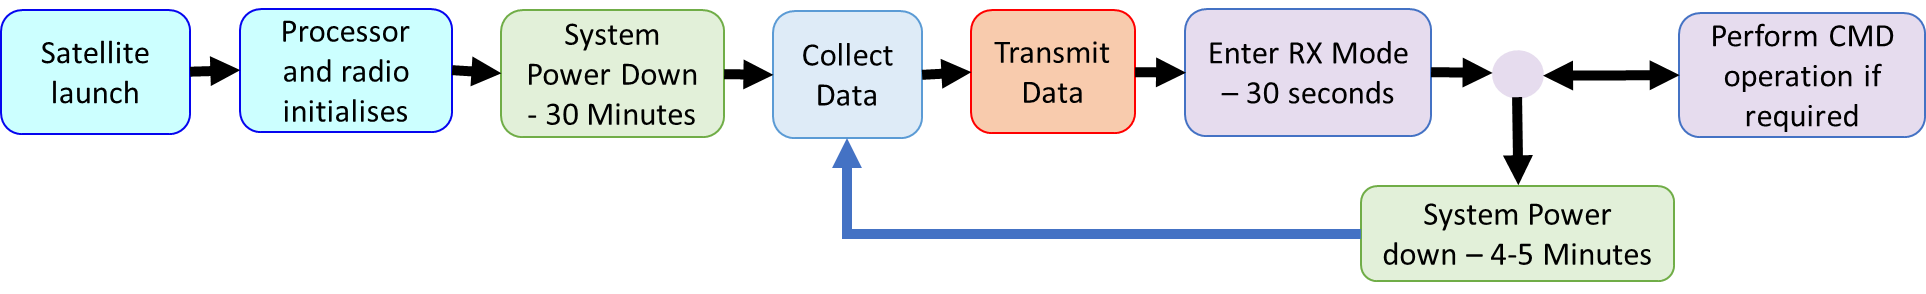 Satellite
launch
Processor
and radio
initialises
System
Power Down
- 30 Minutes
Collect
Data
Transmit
Data
Enter RX Mode
– 30 seconds
Perform CMD
operation if
required
System Power
down – 4-5 Minutes